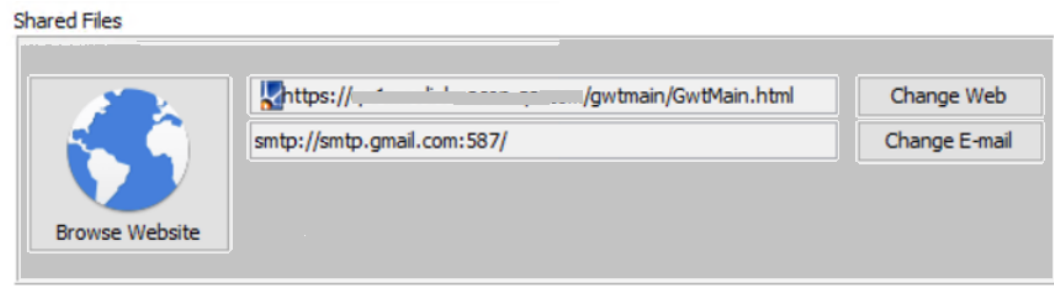 Shared Files
https:// /gwtmain/GwtMain.html
Change Web
smtp://smtp.gmail.com:587/
Change E-mail
Browse Website